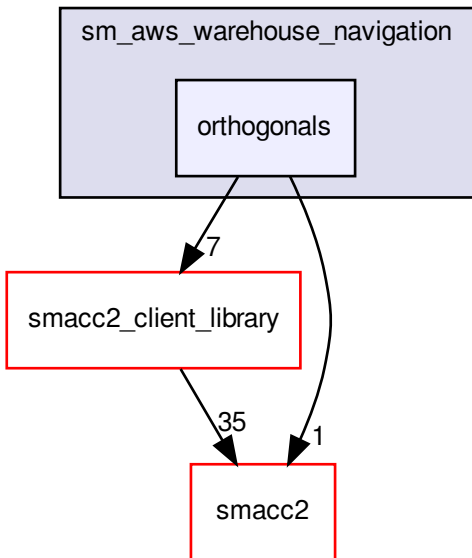 sm_aws_warehouse_navigation
orthogonals
7
smacc2_client_library
35
1
smacc2